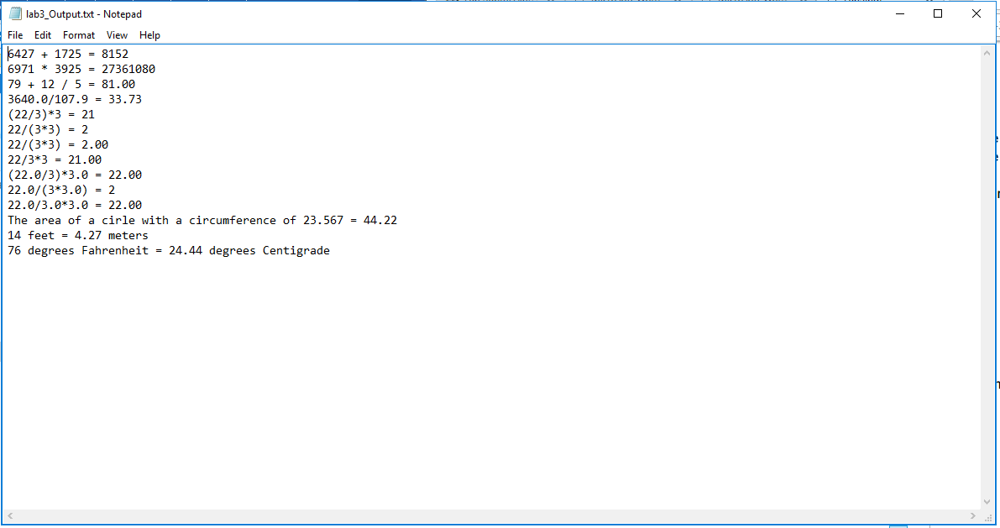 lab3_Output.txt - Notepad
File Edit Format View Help
6427 + 1725 = 8152
6971 * 3925 = 27361080
79 + 12 / 5 = 81.00
3640.0/107.9 = 33.73
(22/3)*3 = 21
22/(3*3) = 2
22/(3*3) = 2.00
22/3*3 = 21.00
(22.0/3)*3.0 = 22.00
22.0/(3*3.0) = 2
22.0/3.0*3.0 = 22.00
The area of a cirle with a circumference of 23.567 = 44.22
14 feet = 4.27 meters
76 degrees Fahrenheit = 24.44 degrees Centigrade